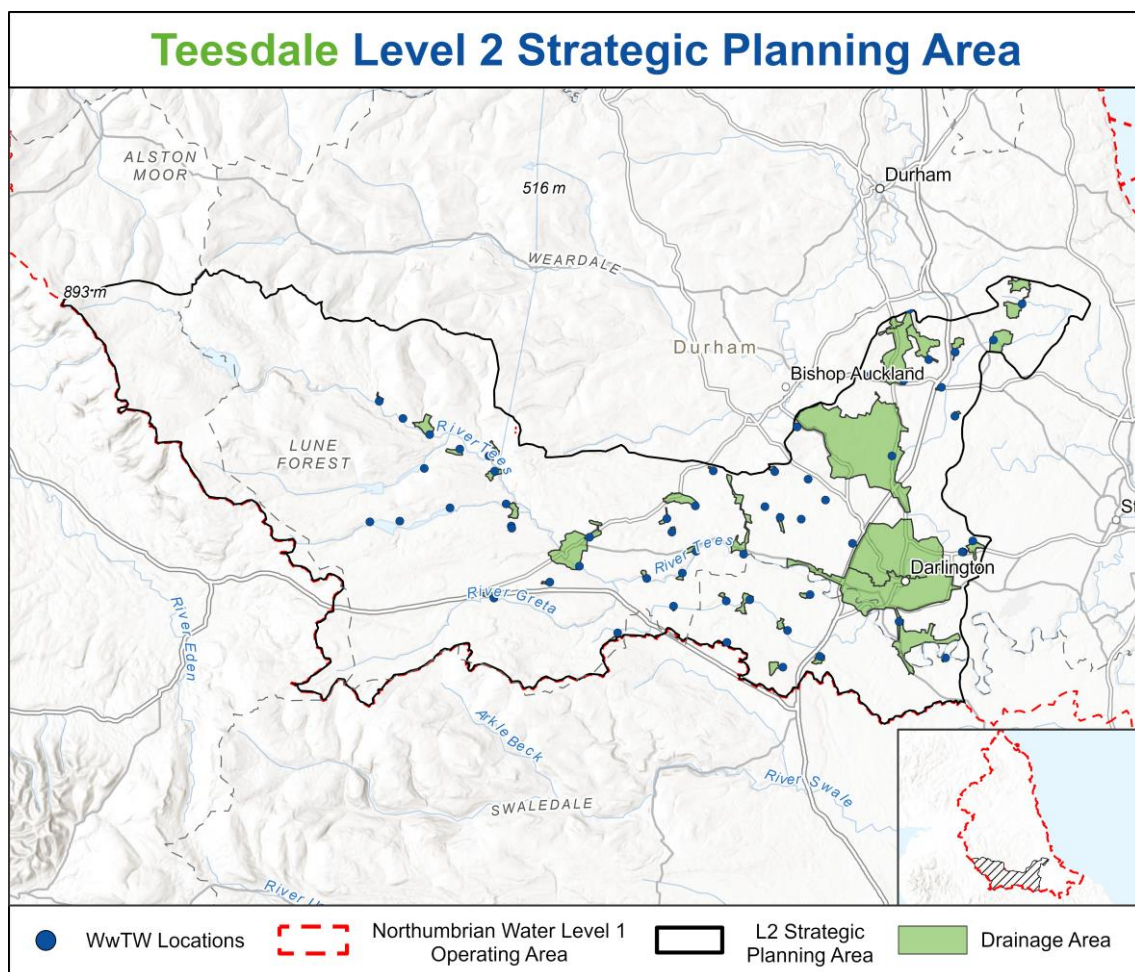 Teesdale Level 2 Strategic Planning Area
ALSTON
MOOR
516 m
Durham
WEARDALE
893 m
Durham
Bishop Auckland
River Tees
LUNE
FOREST
River Tees
Darlington
River Greta
River Eden
Arkle Beck
River Swale
SWALEDALE
WwTW Locations
Northumbrian Water Level 1
Operating Area
L2 Strategic
Planning Area
Drainage Area